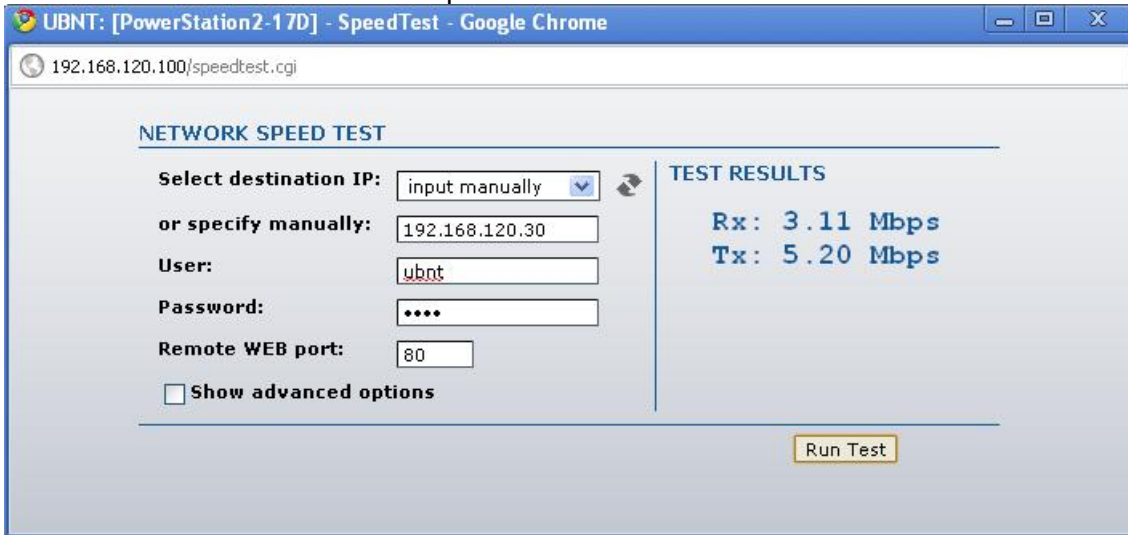 UBNT: [PowerStation2-17D] - SpeedTest - Google Chrome
192.168.120.100/speedtest.cgi
NETWORK SPEED TEST
Select destination IP: input manually
or specify manually: 192.168.120.30
User: ubnt
Password: ••••
Remote WEB port: 80
Show advanced options
TEST RESULTS
Rx: 3.11 Mbps
Tx: 5.20 Mbps
Run Test